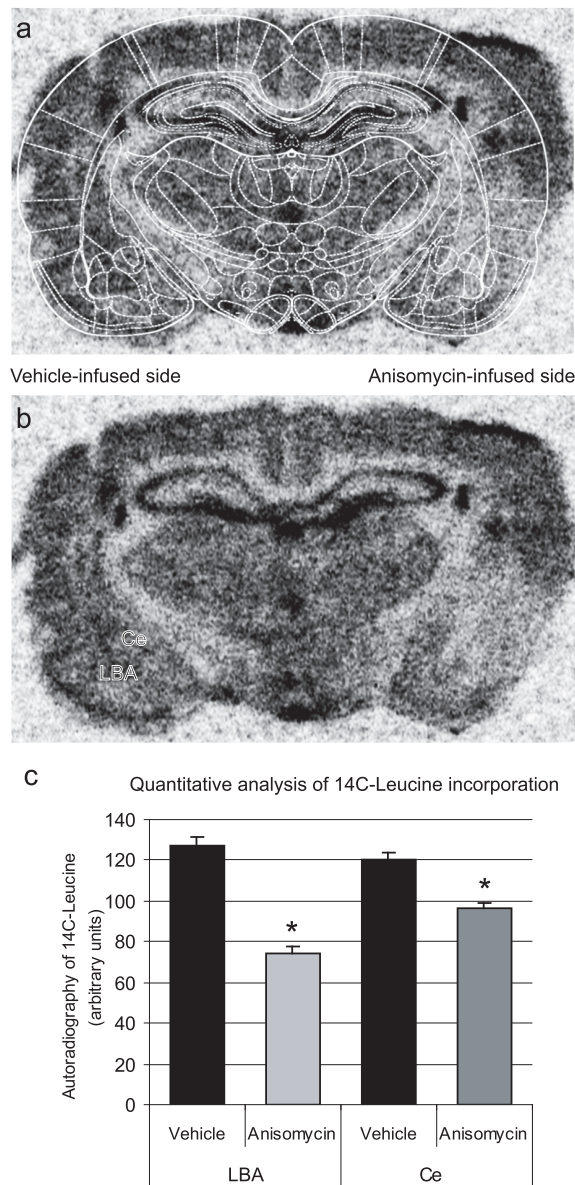 a
Vehicle-infused side Anisomycin-infused side
b
Ce
LBA
c
Quantitative analysis of 14C-Leucine incorporation
Autoradiography of 14C-Leucine
(arbitrary units)
140
120
100
80
60
40
20
0
*
*
Vehicle Anisomycin Vehicle Anisomycin
LBA Ce